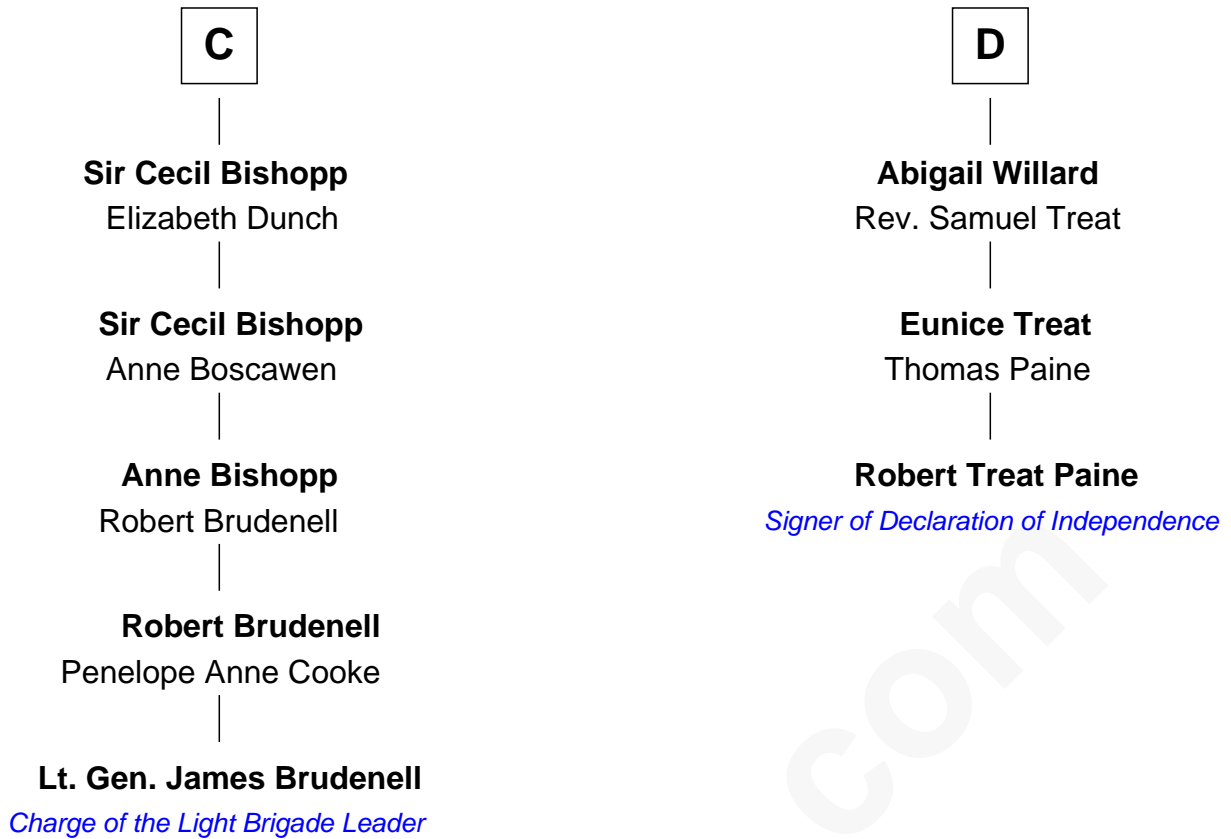 C
Sir Cecil Bishopp
Elizabeth Dunch
Sir Cecil Bishopp
Anne Boscawen
Anne Bishopp
Robert Brudenell
Robert Brudenell
Penelope Anne Cooke
Lt. Gen. James Brudenell
Charge of the Light Brigade Leader
D
Abigail Willard
Rev. Samuel Treat
Eunice Treat
Thomas Paine
Robert Treat Paine
Signer of Declaration of Independence
com